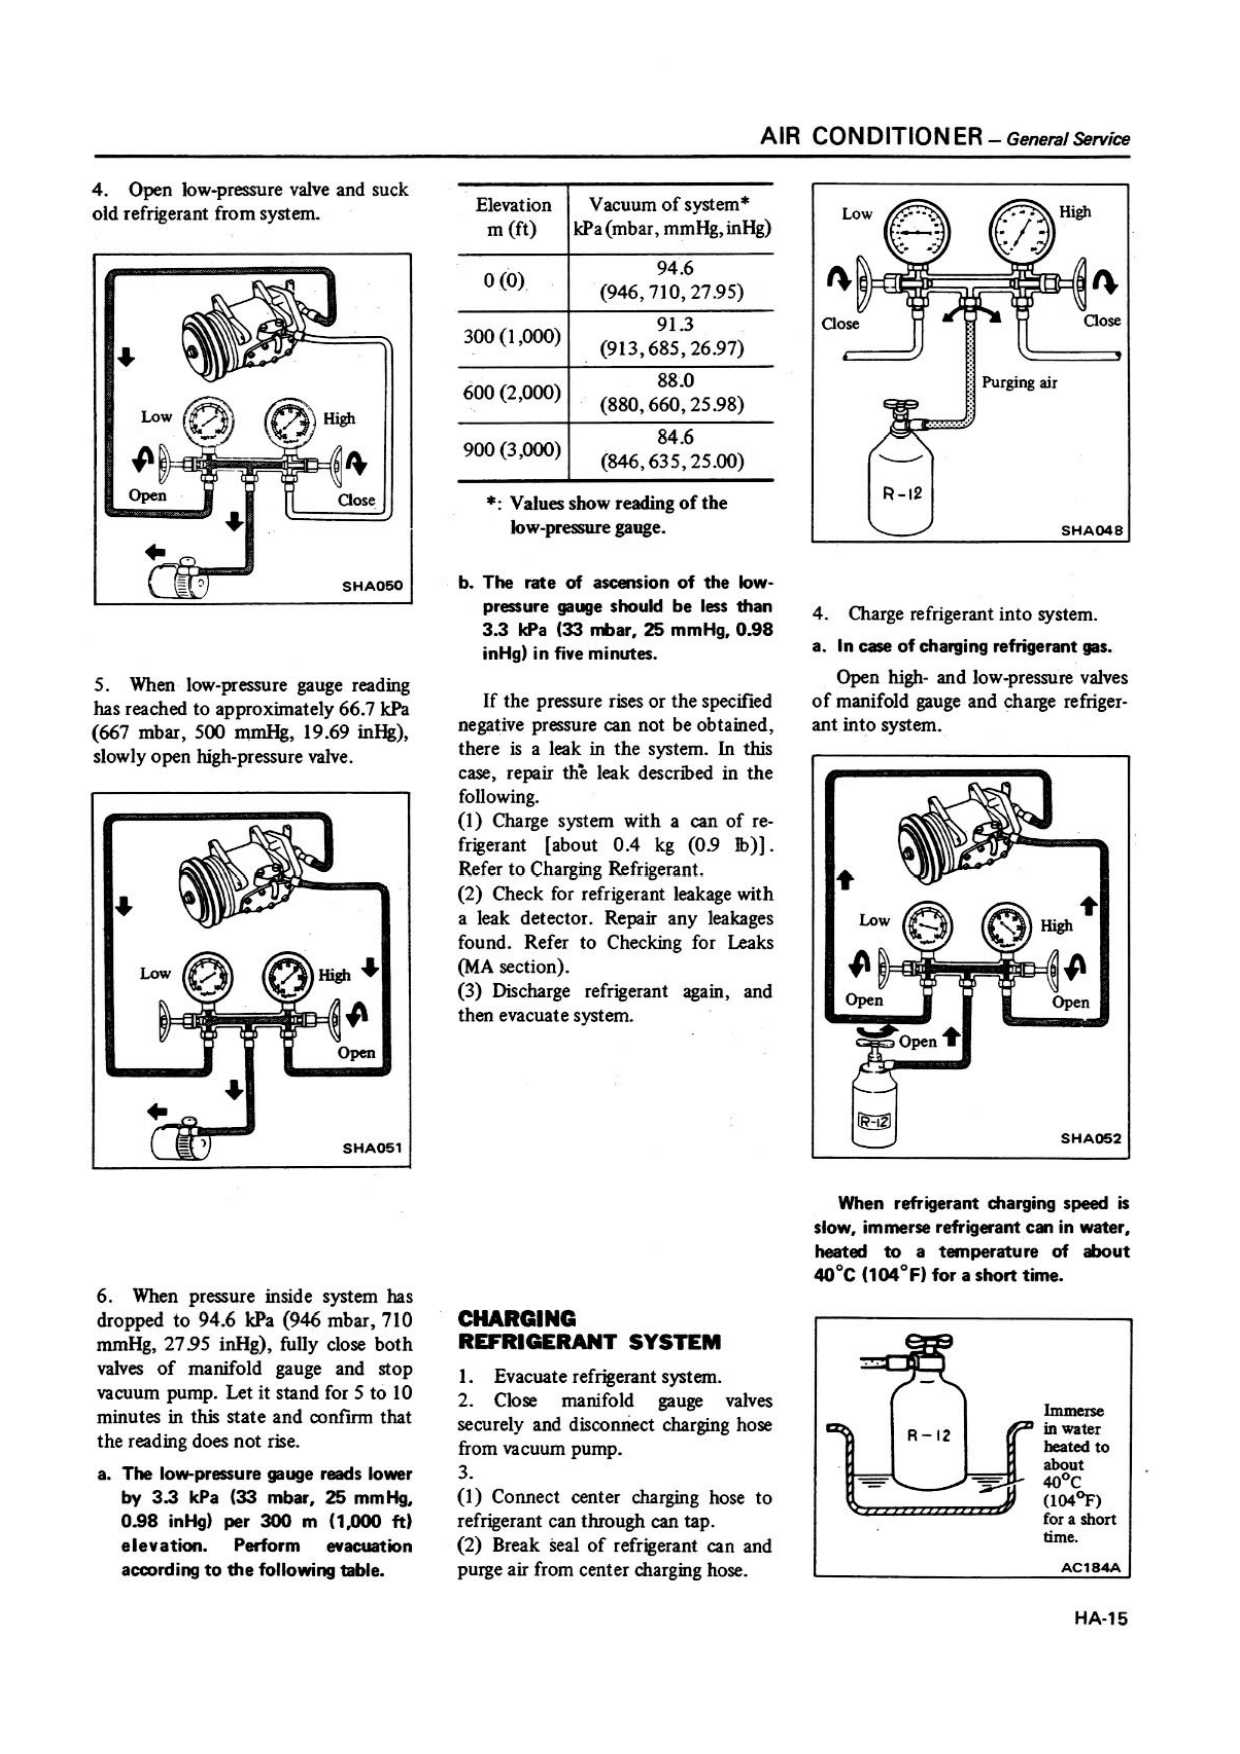 AIR CONDITIONER – General Service
4. Open low-pressure valve and suck
old refrigerant from system.
Low
High
Open
Close
SHA050
5. When low-pressure gauge reading
has reached to approximately 66.7 kPa
(667 mbar, 500 mmHg, 19.69 inHg),
slowly open high-pressure valve.
Low
High
Open
SHA051
6. When pressure inside system has
dropped to 94.6 kPa (946 mbar, 710
mmHg, 27.95 inHg), fully close both
valves of manifold gauge and stop
vacuum pump. Let it stand for 5 to 10
minutes in this state and confirm that
the reading does not rise.
a. The low-pressure gauge reads lower
by 3.3 kPa (33 mbar, 25 mmHg,
0.98 inHg) per 300 m (1,000 ft)
elevation. Perform evacuation
according to the following table.
Elevation Vacuum of system*
m (ft) kPa (mbar, mmHg, inHg)
0 (0) 94.6
(946, 710, 27.95)
300 (1,000) 91.3
(913, 685, 26.97)
600 (2,000) 88.0
(880, 660, 25.98)
900 (3,000) 84.6
(846, 635, 25.00)
*: Values show reading of the
low-pressure gauge.
b. The rate of ascension of the low-
pressure gauge should be less than
3.3 kPa (33 mbar, 25 mmHg, 0.98
inHg) in five minutes.
If the pressure rises or the specified
negative pressure can not be obtained,
there is a leak in the system. In this
case, repair the leak described in the
following.
(1) Charge system with a can of re-
frigerant [about 0.4 kg (0.9 lb)].
Refer to Charging Refrigerant.
(2) Check for refrigerant leakage with
a leak detector. Repair any leakages
found. Refer to Checking for Leaks
(MA section).
(3) Discharge refrigerant again, and
then evacuate system.
CHARGING
REFRIGERANT SYSTEM
1. Evacuate refrigerant system.
2. Close manifold gauge valves
securely and disconnect charging hose
from vacuum pump.
3.
(1) Connect center charging hose to
refrigerant can through can tap.
(2) Break seal of refrigerant can and
purge air from center charging hose.
Low
High
Close
Close
Purging air
R-12
SHA048
4. Charge refrigerant into system.
a. In case of charging refrigerant gas.
Open high- and low-pressure valves
of manifold gauge and charge refriger-
ant into system.
Low
High
Open
Open
Open
R-12
SHA052
When refrigerant charging speed is
slow, immerse refrigerant can in water,
heated to a temperature of about
40°C (104°F) for a short time.
R-12
Immerse
in water
heated to
about
40°C
(104°F)
for a short
time.
AC184A
HA-15